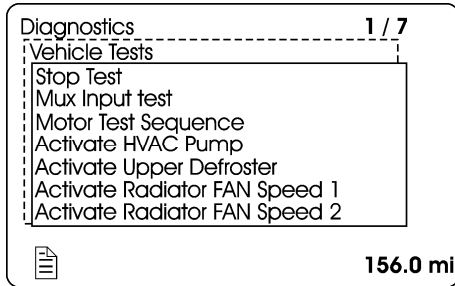 Diagnostics 1 / 7
Vehicle Tests
Stop Test
Mux Input test
Motor Test Sequence
Activate HVAC Pump
Activate Upper Defroster
Activate Radiator FAN Speed 1
Activate Radiator FAN Speed 2
156.0 mi